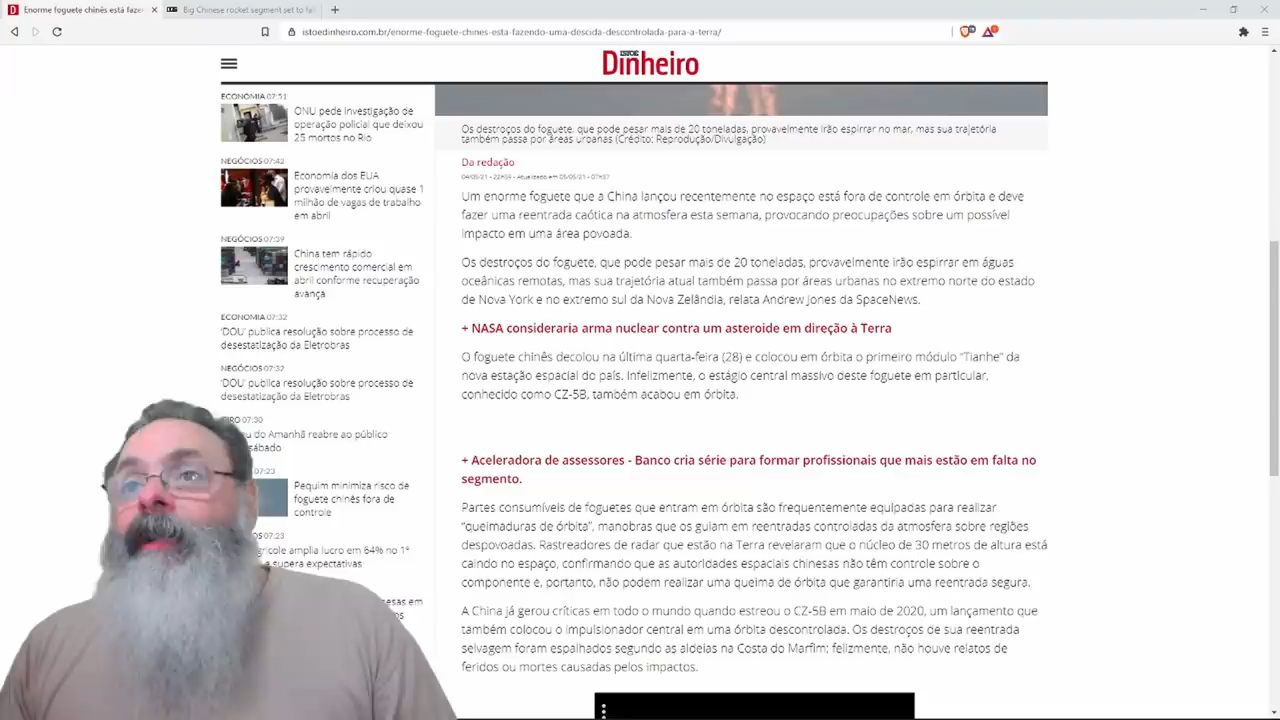 Enorme foguete chinês está faze
Big Chinese rocket segment set to fal
istoedinheiro.com.br/enorme-foguete-chines-esta-fazendo-uma-descida-descontrolada-para-a-terra/
ISTOÉ
Dinheiro
ECONOMIA 07:51
ONU pede investigação de
operação policial que deixou
25 mortos no Rio
NEGÓCIOS 07:42
Economia dos EUA
provavelmente criou quase 1
milhão de vagas de trabalho
em abril
NEGÓCIOS 07:39
China tem rápido
crescimento comercial em
abril conforme recuperação
avança
ECONOMIA 07:32
'DOU' publica resolução sobre processo de
desestatização da Eletrobras
NEGÓCIOS 07:32
'DOU' publica resolução sobre processo de
desestatização da Eletrobras
07:30
do Amanhã reabre ao público
sábado
07:23
Pequim minimiza risco de
foguete chinês fora de
controle
07:23
amplia lucro em 64% no 1º
e supera expectativas
Os destroços do foguete, que pode pesar mais de 20 toneladas, provavelmente irão espirrar no mar, mas sua trajetória
também passa por áreas urbanas (Crédito: Reprodução/Divulgação)
Da redação
04/05/21 - 22h59 - Atualizado em 05/05/21 - 07h37
Um enorme foguete que a China lançou recentemente no espaço está fora de controle em órbita e deve
fazer uma reentrada caótica na atmosfera esta semana, provocando preocupações sobre um possível
impacto em uma área povoada.
Os destroços do foguete, que pode pesar mais de 20 toneladas, provavelmente irão espirrar em águas
oceânicas remotas, mas sua trajetória atual também passa por áreas urbanas no extremo norte do estado
de Nova York e no extremo sul da Nova Zelândia, relata Andrew Jones da SpaceNews.
+ NASA consideraria arma nuclear contra um asteroide em direção à Terra
O foguete chinês decolou na última quarta-feira (28) e colocou em órbita o primeiro módulo "Tianhe" da
nova estação espacial do país. Infelizmente, o estágio central massivo deste foguete em particular,
conhecido como CZ-5B, também acabou em órbita.
+ Aceleradora de assessores - Banco cria série para formar profissionais que mais estão em falta no
segmento.
Partes consumíveis de foguetes que entram em órbita são frequentemente equipadas para realizar
"queimaduras de órbita", manobras que os guiam em reentradas controladas da atmosfera sobre regiões
despovoadas. Rastreadores de radar que estão na Terra revelaram que o núcleo de 30 metros de altura está
caindo no espaço, confirmando que as autoridades espaciais chinesas não têm controle sobre o
componente e, portanto, não podem realizar uma queima de órbita que garantiria uma reentrada segura.
A China já gerou críticas em todo o mundo quando estreou o CZ-5B em maio de 2020, um lançamento que
também colocou o impulsionador central em uma órbita descontrolada. Os destroços de sua reentrada
selvagem foram espalhados segundo as aldeias na Costa do Marfim; felizmente, não houve relatos de
feridos ou mortes causadas pelos impactos.